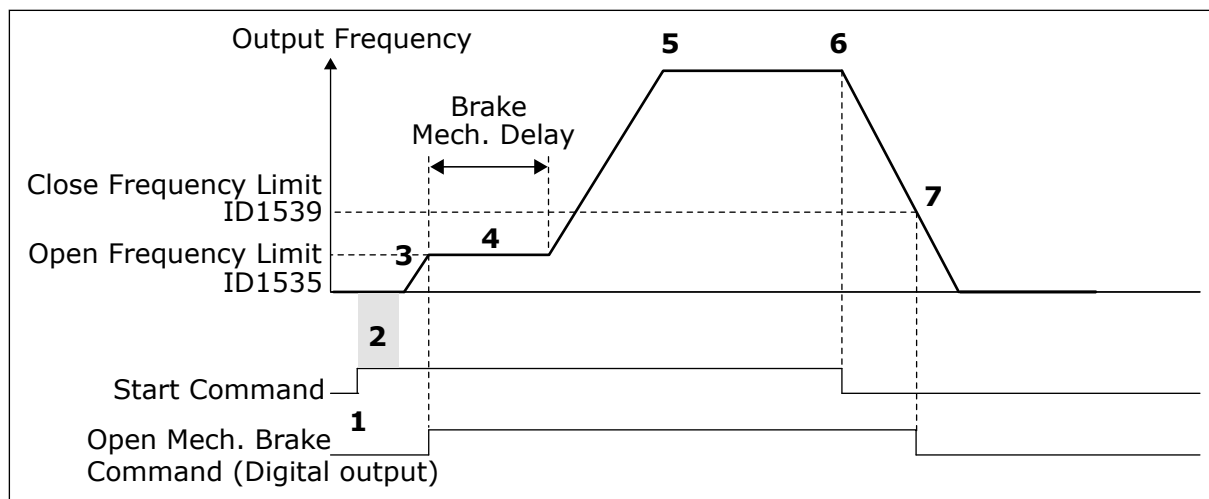 Output Frequency
5
6
Brake
Mech. Delay
Close Frequency Limit
ID1539
7
Open Frequency Limit
ID1535
3
4
2
Start Command
1
Open Mech. Brake
Command (Digital output)